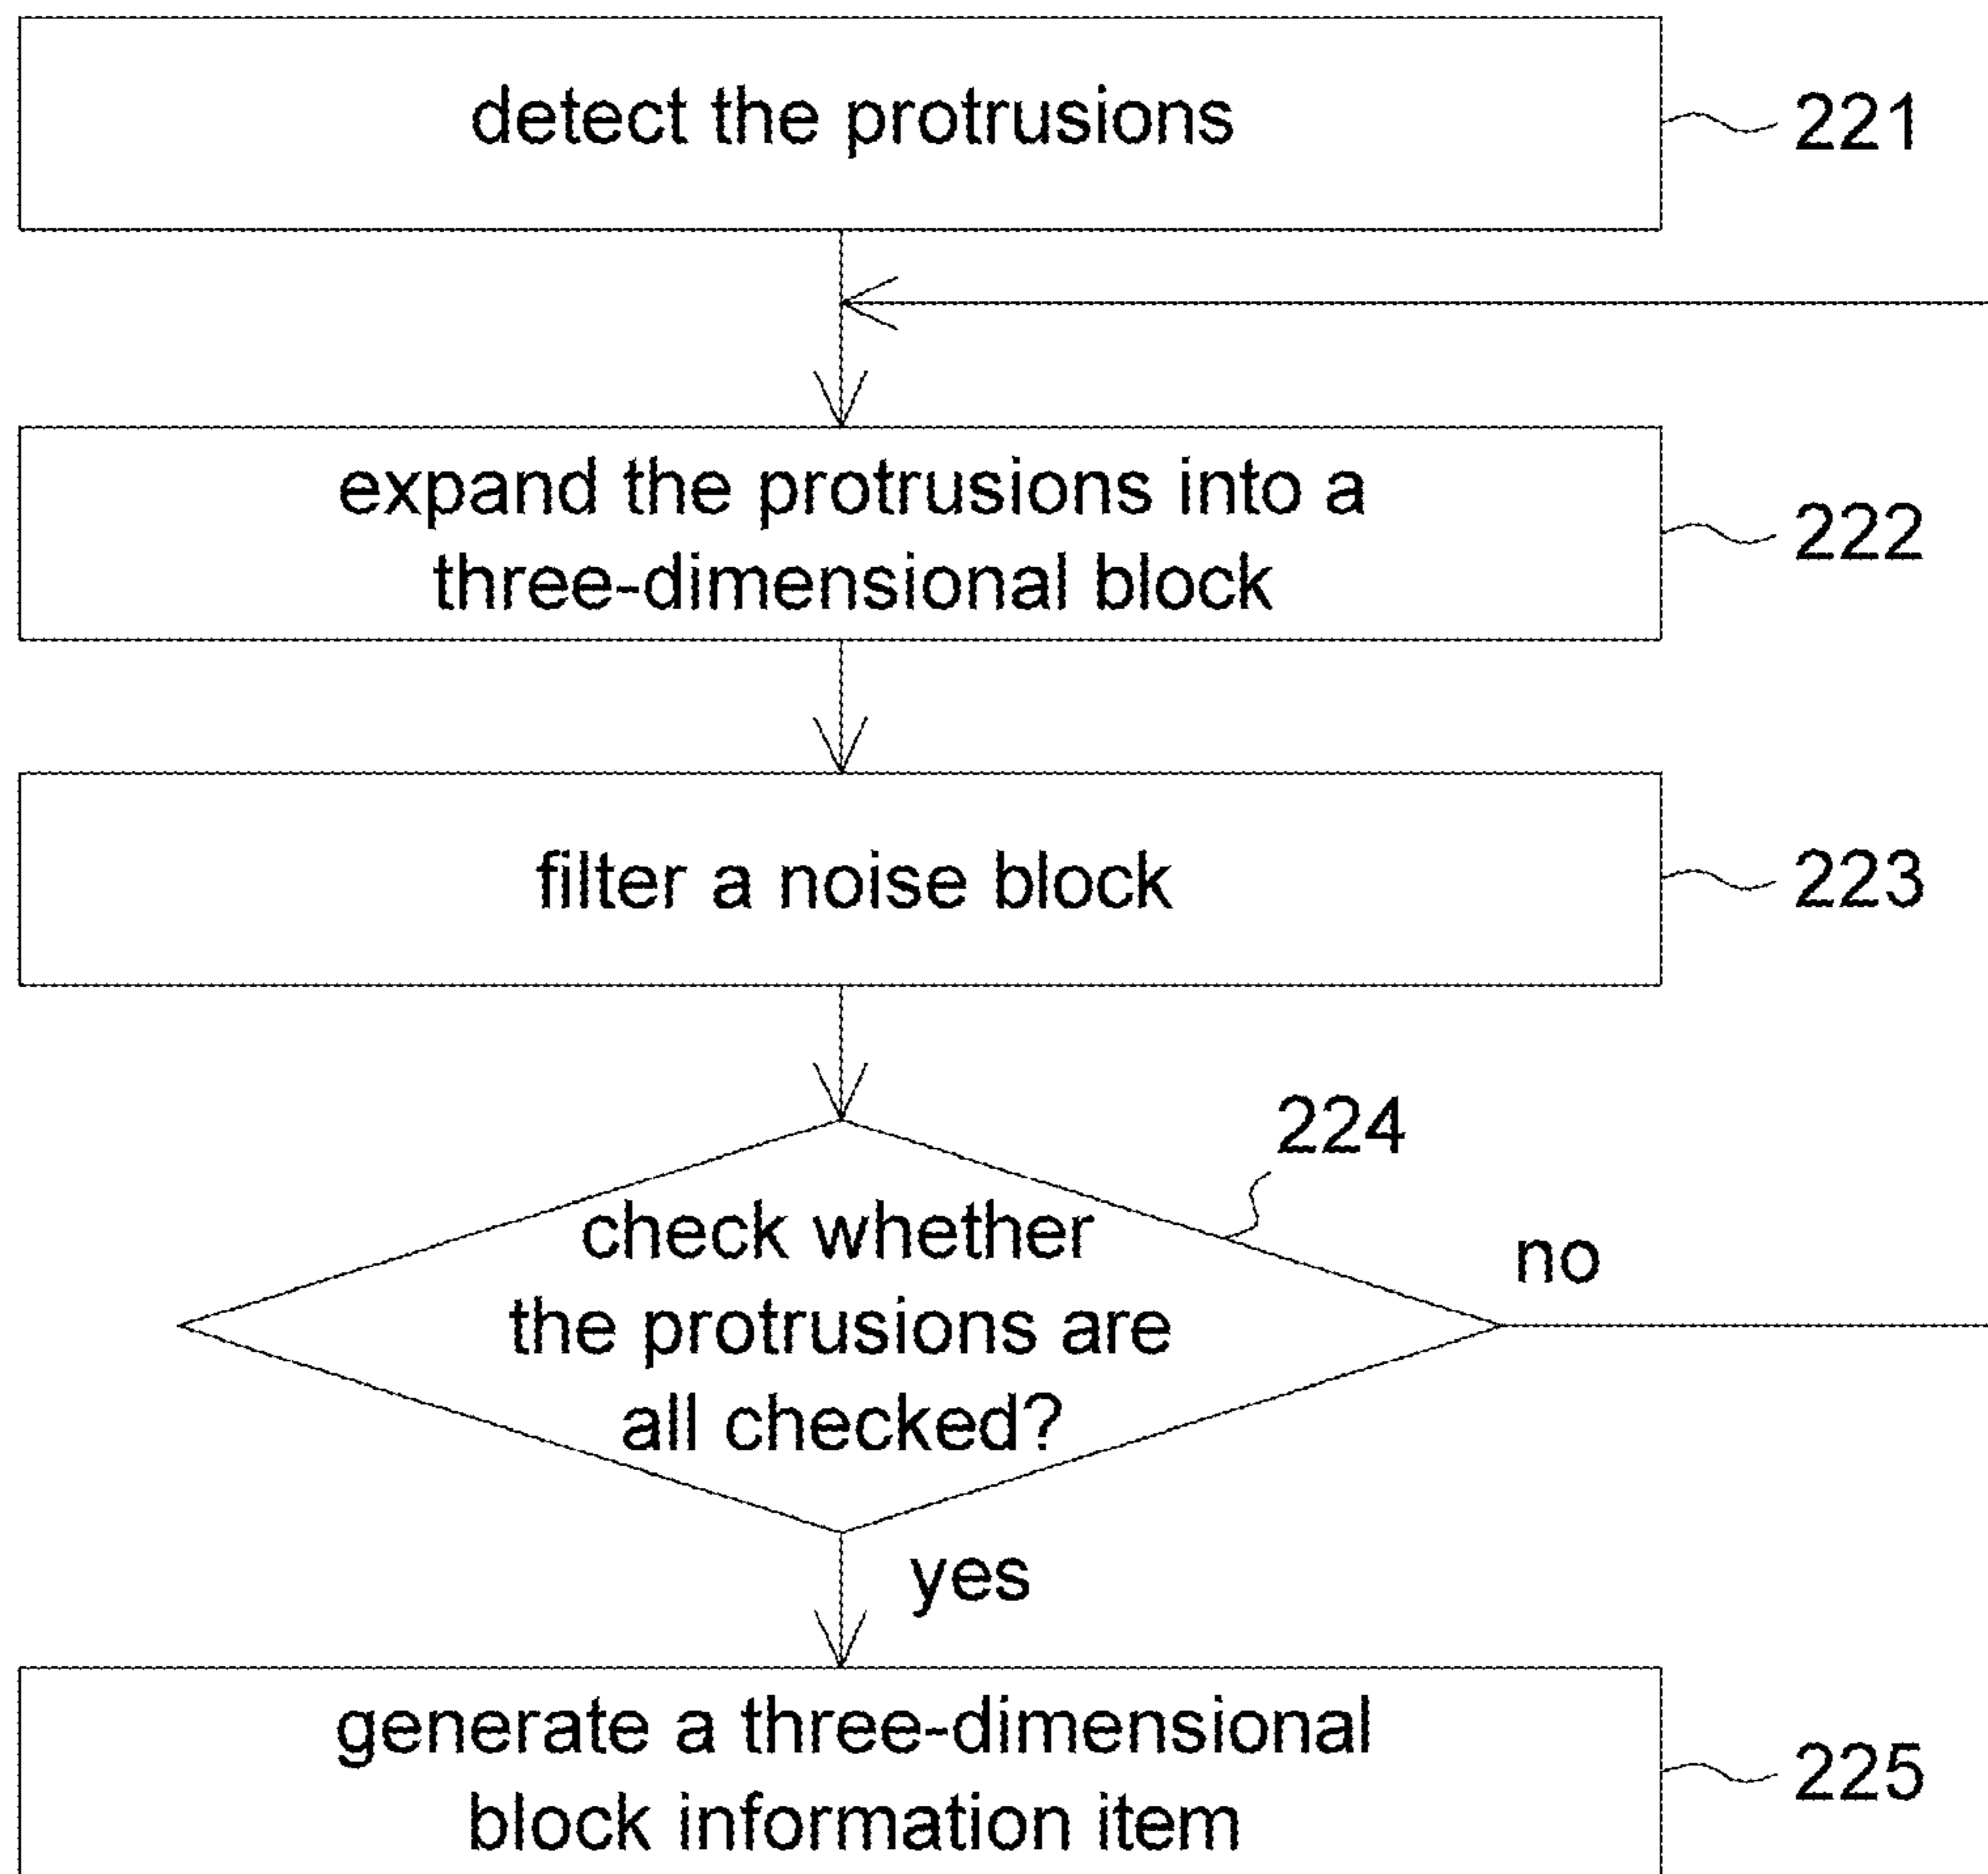 detect the protrusions
221
expand the protrusions into a
three-dimensional block
222
filter a noise block
223
224
check whether
the protrusions are
all checked?
no
yes
generate a three-dimensional
block information item
225